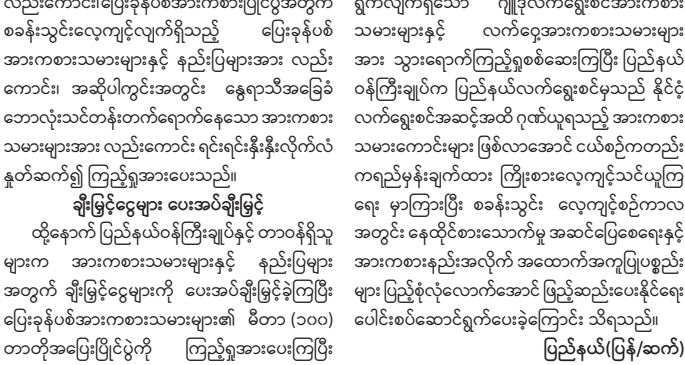 လည်းကောင်း၊ပြေးခုန်ပစ်အားကစားပြိုင်ပွဲအတွက်
စခန်းသွင်းလေ့ကျင့်လျက်ရှိသည့် ပြေးခုန်ပစ်
အားကစားသမားများနှင့် နည်းပြများအား လည်း
ကောင်း၊ အဆိုပါကွင်းအတွင်း နွေရာသီအခြေခံ
ဘောလုံးသင်တန်းတက်ရောက်နေသော အားကစား
သမားများအား လည်းကောင်း ရင်းရင်းနှီးနှီးလိုက်လံ
နှုတ်ဆက်၍ ကြည့်ရှုအားပေးသည်။
ချီးမြှင့်ငွေများ ပေးအပ်ချီးမြှင့်
ထို့နောက် ပြည်နယ်ဝန်ကြီးချုပ်နှင့် တာဝန်ရှိသူ
များက အားကစားသမားများနှင့် နည်းပြများ
အတွက် ချီးမြှင့်ငွေများကို ပေးအပ်ချီးမြှင့်ခဲ့ကြပြီး
ပြေးခုန်ပစ်အားကစားသမားများ၏ မီတာ (၁၀၀)
တာတိုအပြေးပြိုင်ပွဲကို ကြည့်ရှုအားပေးကြပြီး
ရွက်လျက်ရှိသော ဂျူဒိုလက်ရွေးစင်အားကစား
သမားများနှင့် လက်ဝှေ့အားကစားသမားများ
အား သွားရောက်ကြည့်ရှုစစ်ဆေးကြပြီး ပြည်နယ်
ဝန်ကြီးချုပ်က ပြည်နယ်လက်ရွေးစင်မှသည် နိုင်ငံ့
လက်ရွေးစင်အဆင့်အထိ ဂုဏ်ယူရသည့် အားကစား
သမားကောင်းများ ဖြစ်လာအောင် ငယ်စဉ်ကတည်း
ကရည်မှန်းချက်ထား ကြိုးစားလေ့ကျင့်သင်ယူကြ
ရေး မှာကြားပြီး စခန်းသွင်း လေ့ကျင့်စဉ်ကာလ
အတွင်း နေထိုင်စားသောက်မှု အဆင်ပြေစေရေးနှင့်
အားကစားနည်းအလိုက် အထောက်အကူပြုပစ္စည်း
များ ပြည့်စုံလုံလောက်အောင် ဖြည့်ဆည်းပေးနိုင်ရေး
ပေါင်းစပ်ဆောင်ရွက်ပေးခဲ့ကြောင်း သိရသည်။
ပြည်နယ်(ပြန်/ဆက်)